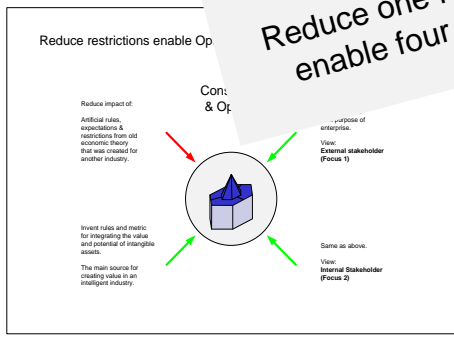 Reduce one
enable four
Reduce restrictions enable
Reduce impact of:
Artificial rules,
expectations &
restrictions from old
economic theory
that was created for
another industry.
purpose of
enterprise.
View:
External stakeholder
(Focus 1)
Invent rules and metric
for integrating the value
and potential of intangible
assets.
The main source for
creating value in an
intelligent industry.
Same as above.
View:
Internal Stakeholder
(Focus 2)